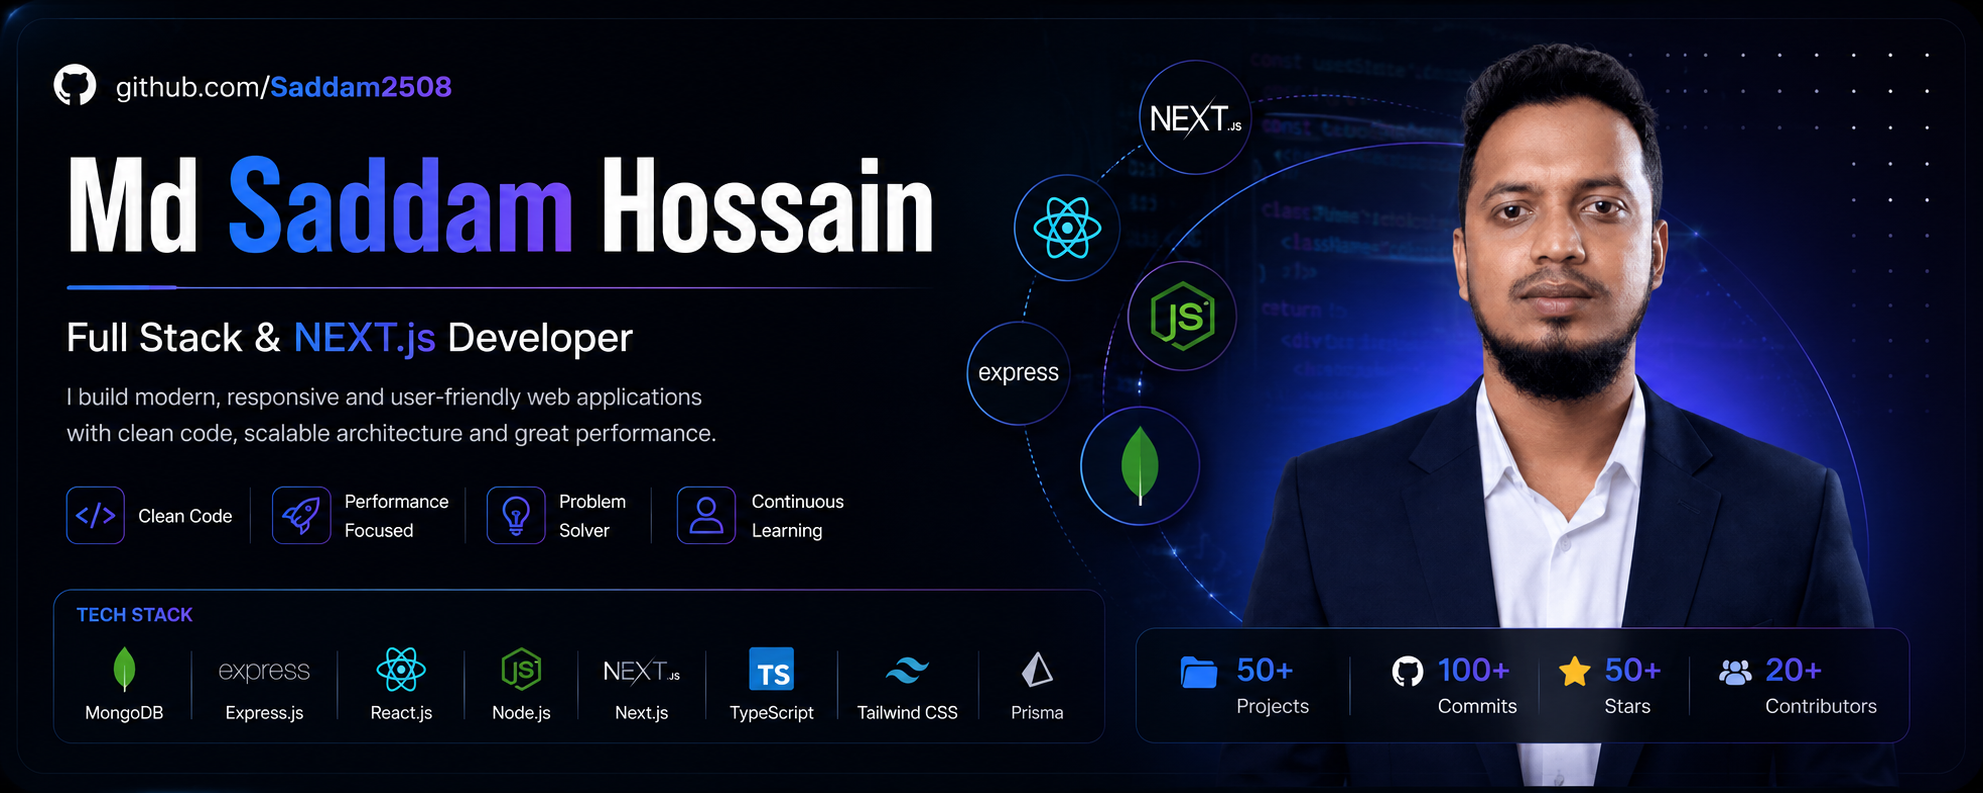 github.com/Saddam2508
Md Saddam Hossain
Full Stack & NEXT.js Developer
I build modern, responsive and user-friendly web applications
with clean code, scalable architecture and great performance.
</> Clean Code
Performance
Focused
Problem
Solver
Continuous
Learning
NEXT.JS
JS
express
TECH STACK
express
JS
NEXT.JS
TS
MongoDB
Express.js
React.js
Node.js
Next.js
TypeScript
Tailwind CSS
Prisma
50+
Projects
100+
Commits
50+
Stars
20+
Contributors